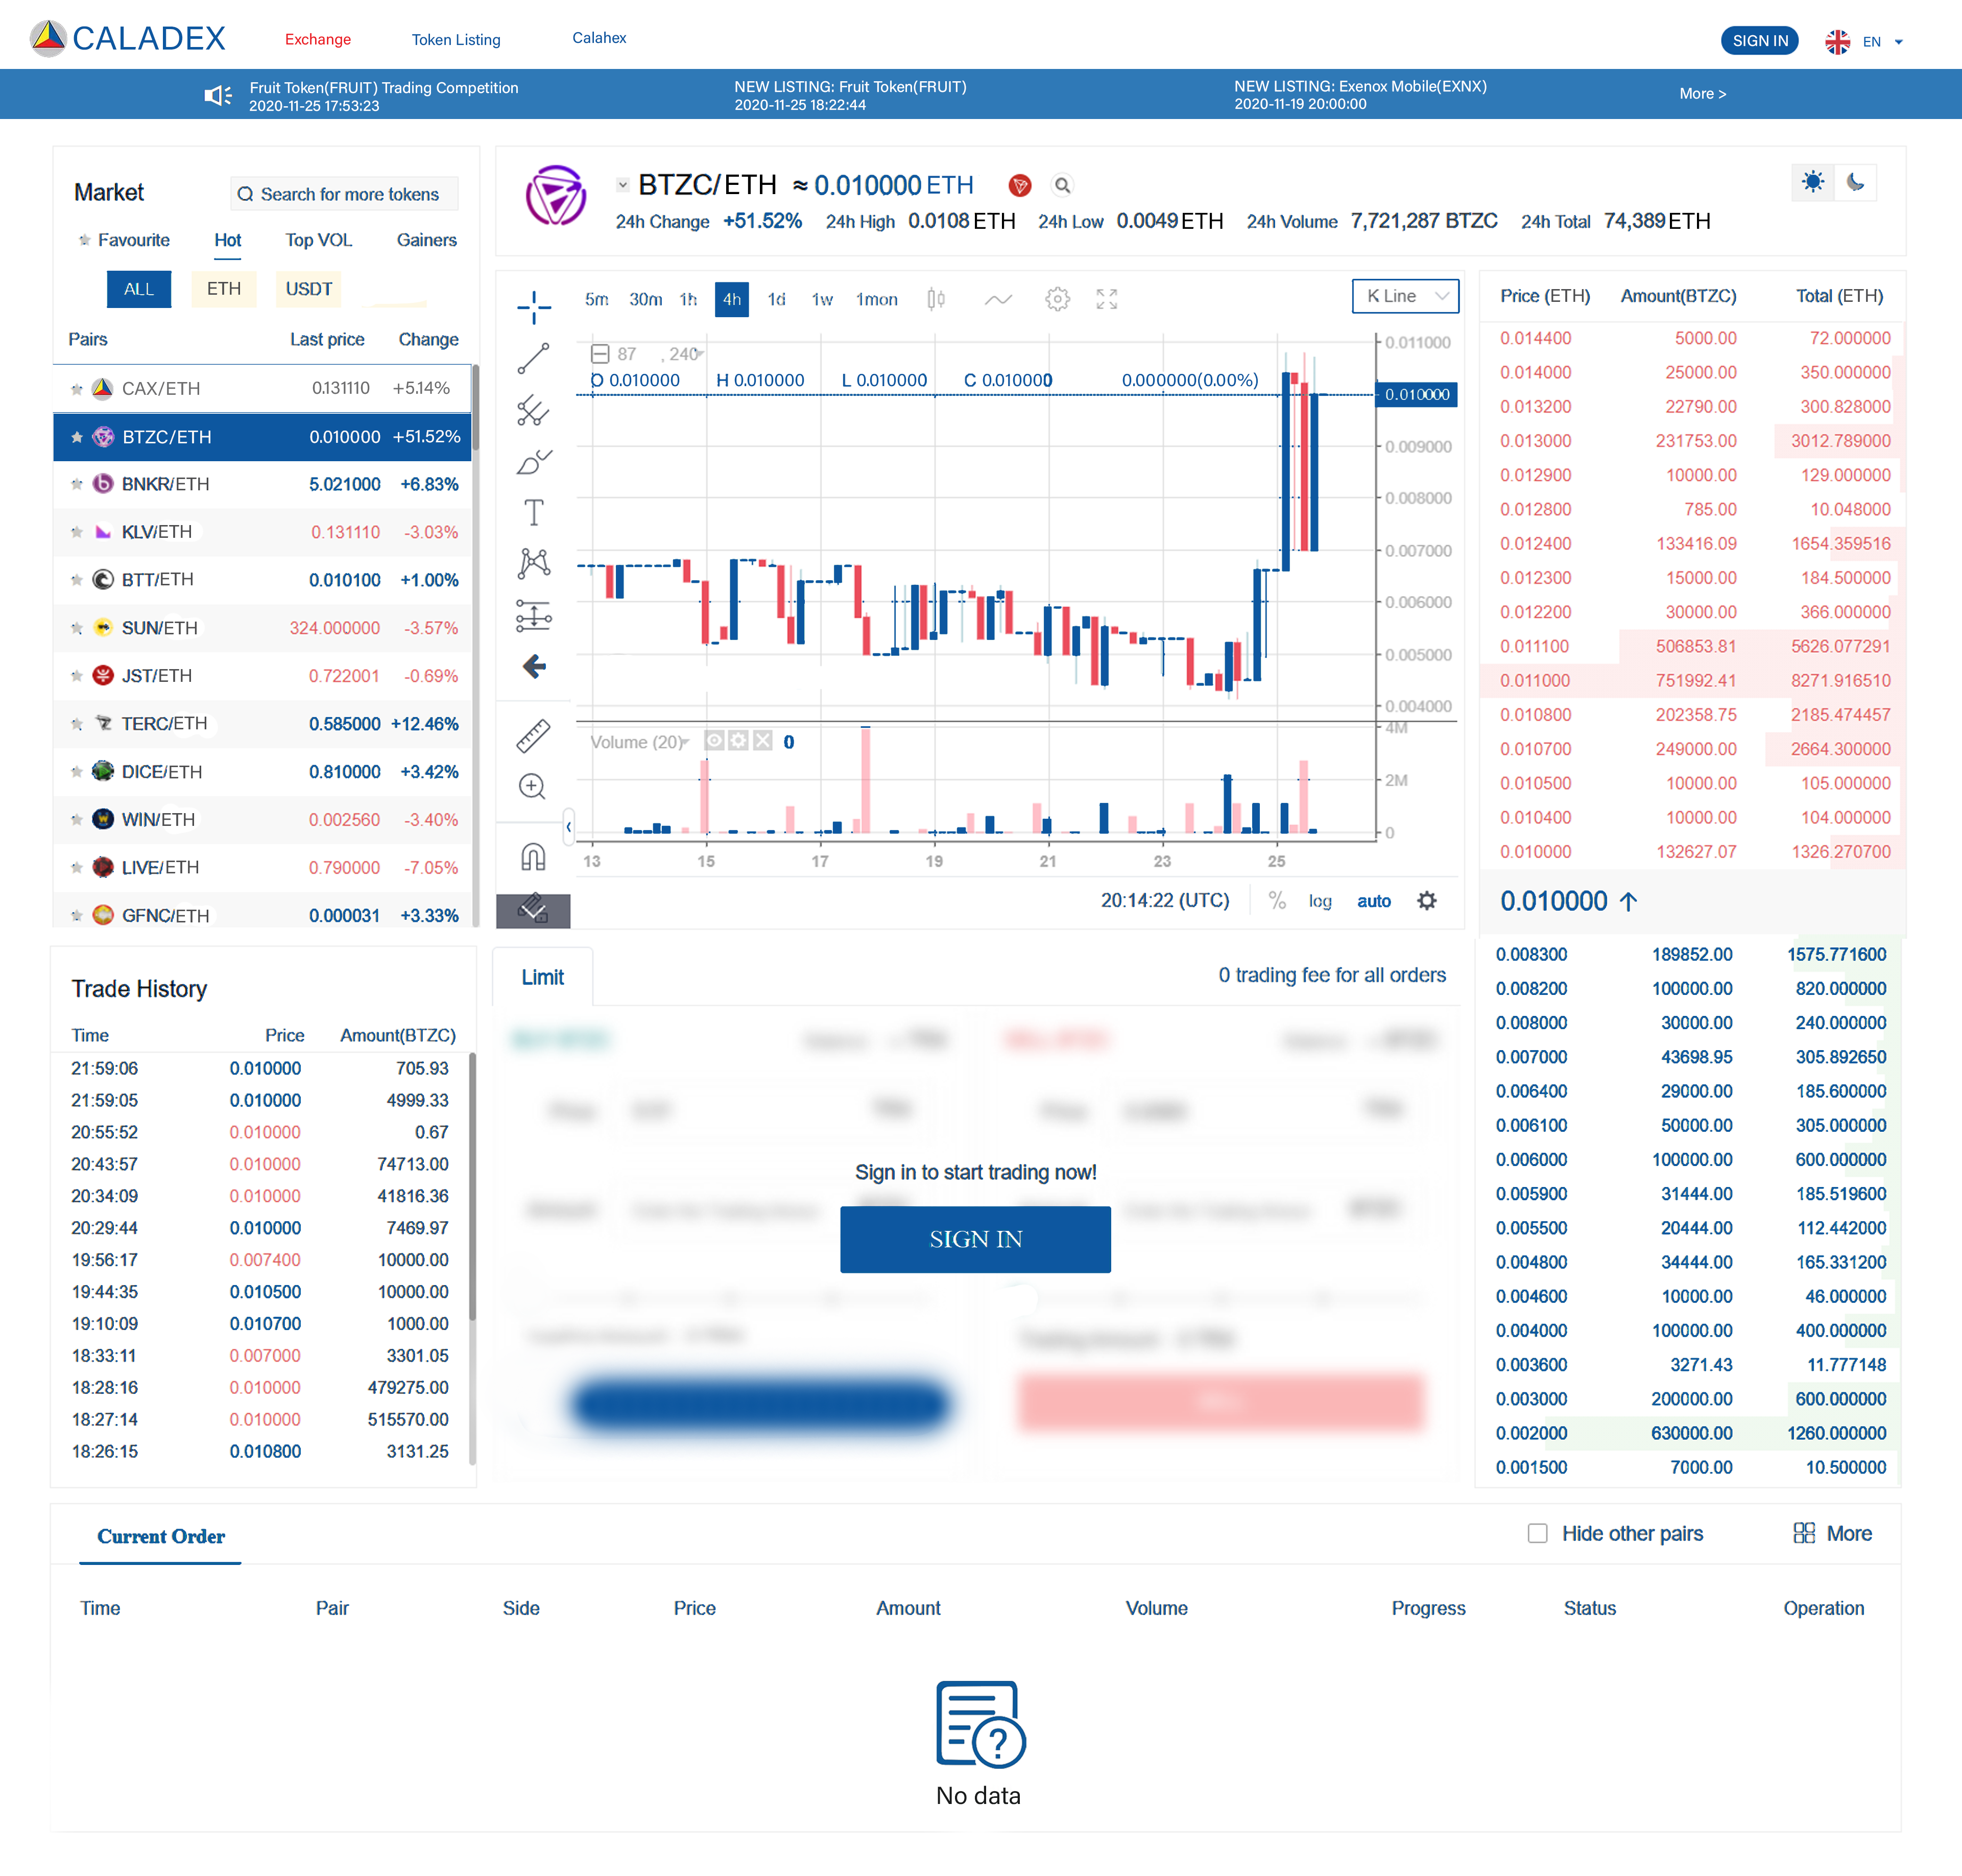 CALADEX
Exchange
Token Listing
Calahex
SIGN IN
EN
Fruit Token(FRUIT) Trading Competition
2020-11-25 17:53:23
NEW LISTING: Fruit Token(FRUIT)
2020-11-25 18:22:44
NEW LISTING: Exenox Mobile(EXNX)
2020-11-19 20:00:00
More >
Market
Search for more tokens
Favourite Hot Top VOL Gainers
ALL ETH USDT
Pairs Last price Change
CAX/ETH 0.131110 +5.14%
BTZC/ETH 0.010000 +51.52%
BNKR/ETH 5.021000 +6.83%
KLV/ETH 0.131110 -3.03%
BTT/ETH 0.010100 +1.00%
SUN/ETH 324.000000 -3.57%
JST/ETH 0.722001 -0.69%
TERC/ETH 0.585000 +12.46%
DICE/ETH 0.810000 +3.42%
WIN/ETH 0.002560 -3.40%
LIVE/ETH 0.790000 -7.05%
GFNC/ETH 0.000031 +3.33%
BTZC/ETH ≈ 0.010000 ETH
24h Change +51.52% 24h High 0.0108 ETH 24h Low 0.0049 ETH 24h Volume 7,721,287 BTZC 24h Total 74,389 ETH
5m 30m 1h 4h 1d 1w 1mon
K Line
87 , 240
O 0.010000 H 0.010000 L 0.010000 C 0.010000 0.000000(0.00%)
0.011000
0.010000
0.009000
0.008000
0.007000
0.006000
0.005000
0.004000
Volume (20) 0
4M
2M
0
13 15 17 19 21 23 25
20:14:22 (UTC) % log auto
Price (ETH) Amount(BTZC) Total (ETH)
0.014400 5000.00 72.000000
0.014000 25000.00 350.000000
0.013200 22790.00 300.828000
0.013000 231753.00 3012.789000
0.012900 10000.00 129.000000
0.012800 785.00 10.048000
0.012400 133416.09 1654.359516
0.012300 15000.00 184.500000
0.012200 30000.00 366.000000
0.011100 506853.81 5626.077291
0.011000 751992.41 8271.916510
0.010800 202358.75 2185.474457
0.010700 249000.00 2664.300000
0.010500 10000.00 105.000000
0.010400 10000.00 104.000000
0.010000 132627.07 1326.270700
0.010000 ↑
0.008300 189852.00 1575.771600
0.008200 100000.00 820.000000
0.008000 30000.00 240.000000
0.007000 43698.95 305.892650
0.006400 29000.00 185.600000
0.006100 50000.00 305.000000
0.006000 100000.00 600.000000
0.005900 31444.00 185.519600
0.005500 20444.00 112.442000
0.004800 34444.00 165.331200
0.004600 10000.00 46.000000
0.004000 100000.00 400.000000
0.003600 3271.43 11.777148
0.003000 200000.00 600.000000
0.002000 630000.00 1260.000000
0.001500 7000.00 10.500000
Trade History
Time Price Amount(BTZC)
21:59:06 0.010000 705.93
21:59:05 0.010000 4999.33
20:55:52 0.010000 0.67
20:43:57 0.010000 74713.00
20:34:09 0.010000 41816.36
20:29:44 0.010000 7469.97
19:56:17 0.007400 10000.00
19:44:35 0.010500 10000.00
19:10:09 0.010700 1000.00
18:33:11 0.007000 3301.05
18:28:16 0.010000 479275.00
18:27:14 0.010000 515570.00
18:26:15 0.010800 3131.25
Limit
0 trading fee for all orders
Sign in to start trading now!
SIGN IN
Current Order
Hide other pairs
More
Time Pair Side Price Amount Volume Progress Status Operation
No data